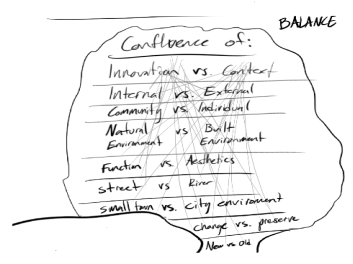 BALANCE
Confluence of:
Innovation vs. Context
Internal vs. External
Community vs. Individual
Natural vs Built
Environment Environment
Function vs Aesthetics
Street vs River
small town vs. city enviroment
change vs. preserve
New vs Old